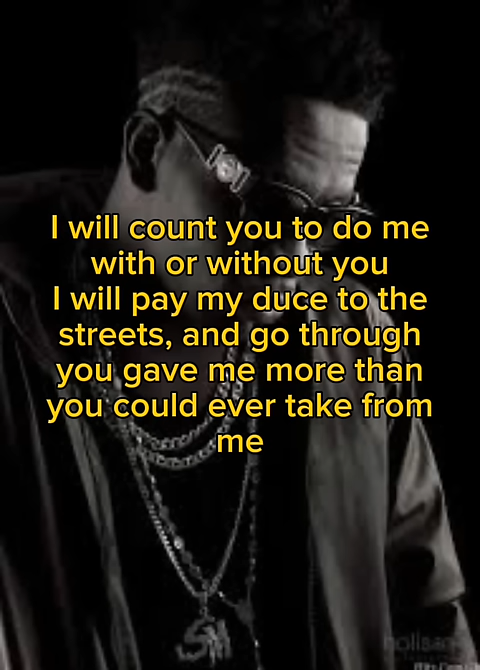 I will count you to do me
with or without you
I will pay my duce to the
streets, and go through
you gave me more than
you could ever take from
me